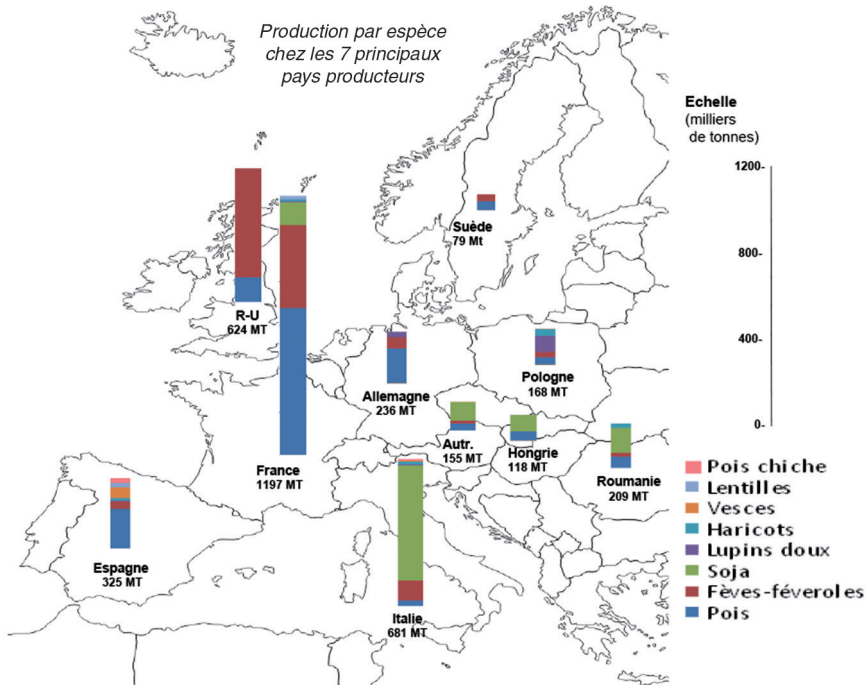 Production par espèce
chez les 7 principaux
pays producteurs
Echelle
(milliers
de tonnes)
1200-
800-
400-
0-
Suède
79 Mt
R-U
624 MT
Allemagne
236 MT
Pologne
168 MT
Autr.
155 MT
Hongrie
118 MT
Roumanie
209 MT
France
1197 MT
Espagne
325 MT
Italie
681 MT
Pois chiche
Lentilles
Vesces
Haricots
Lupins doux
Soja
Fèves-féveroles
Pois